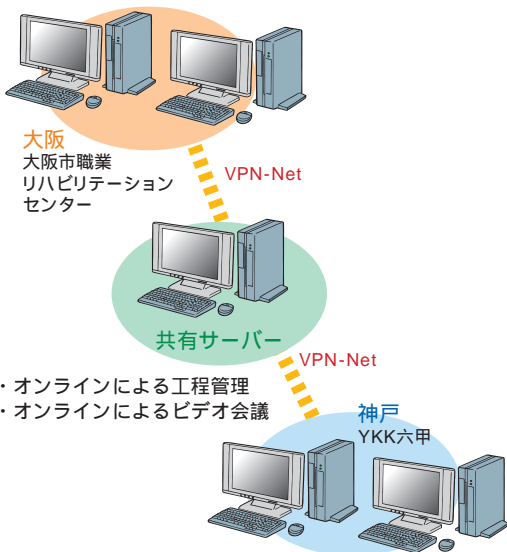 大阪
大阪市職業
リハビリテーション
センター
VPN-Net
共有サーバー
VPN-Net
・オンラインによる工程管理
・オンラインによるビデオ会議
神戸
YKK六甲